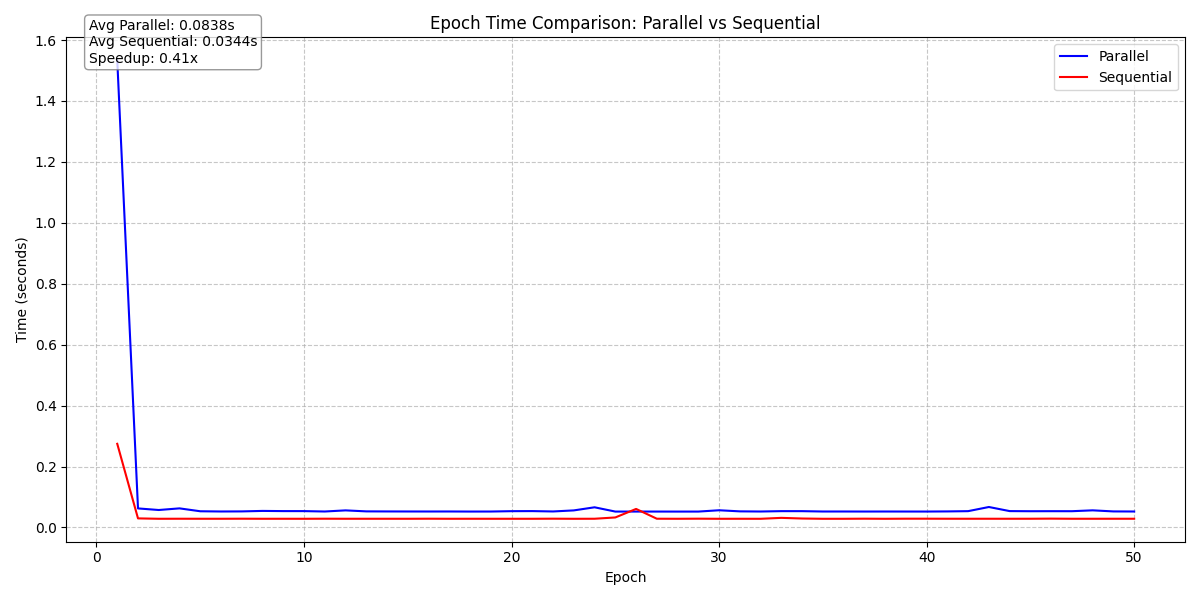 Epoch Time Comparison: Parallel vs Sequential
Avg Parallel: 0.0838s
Avg Sequential: 0.0344s
Speedup: 0.41x
Parallel
Sequential
Time (seconds)
1.6
1.4
1.2
1.0
0.8
0.6
0.4
0.2
0.0
0 10 20 30 40 50
Epoch